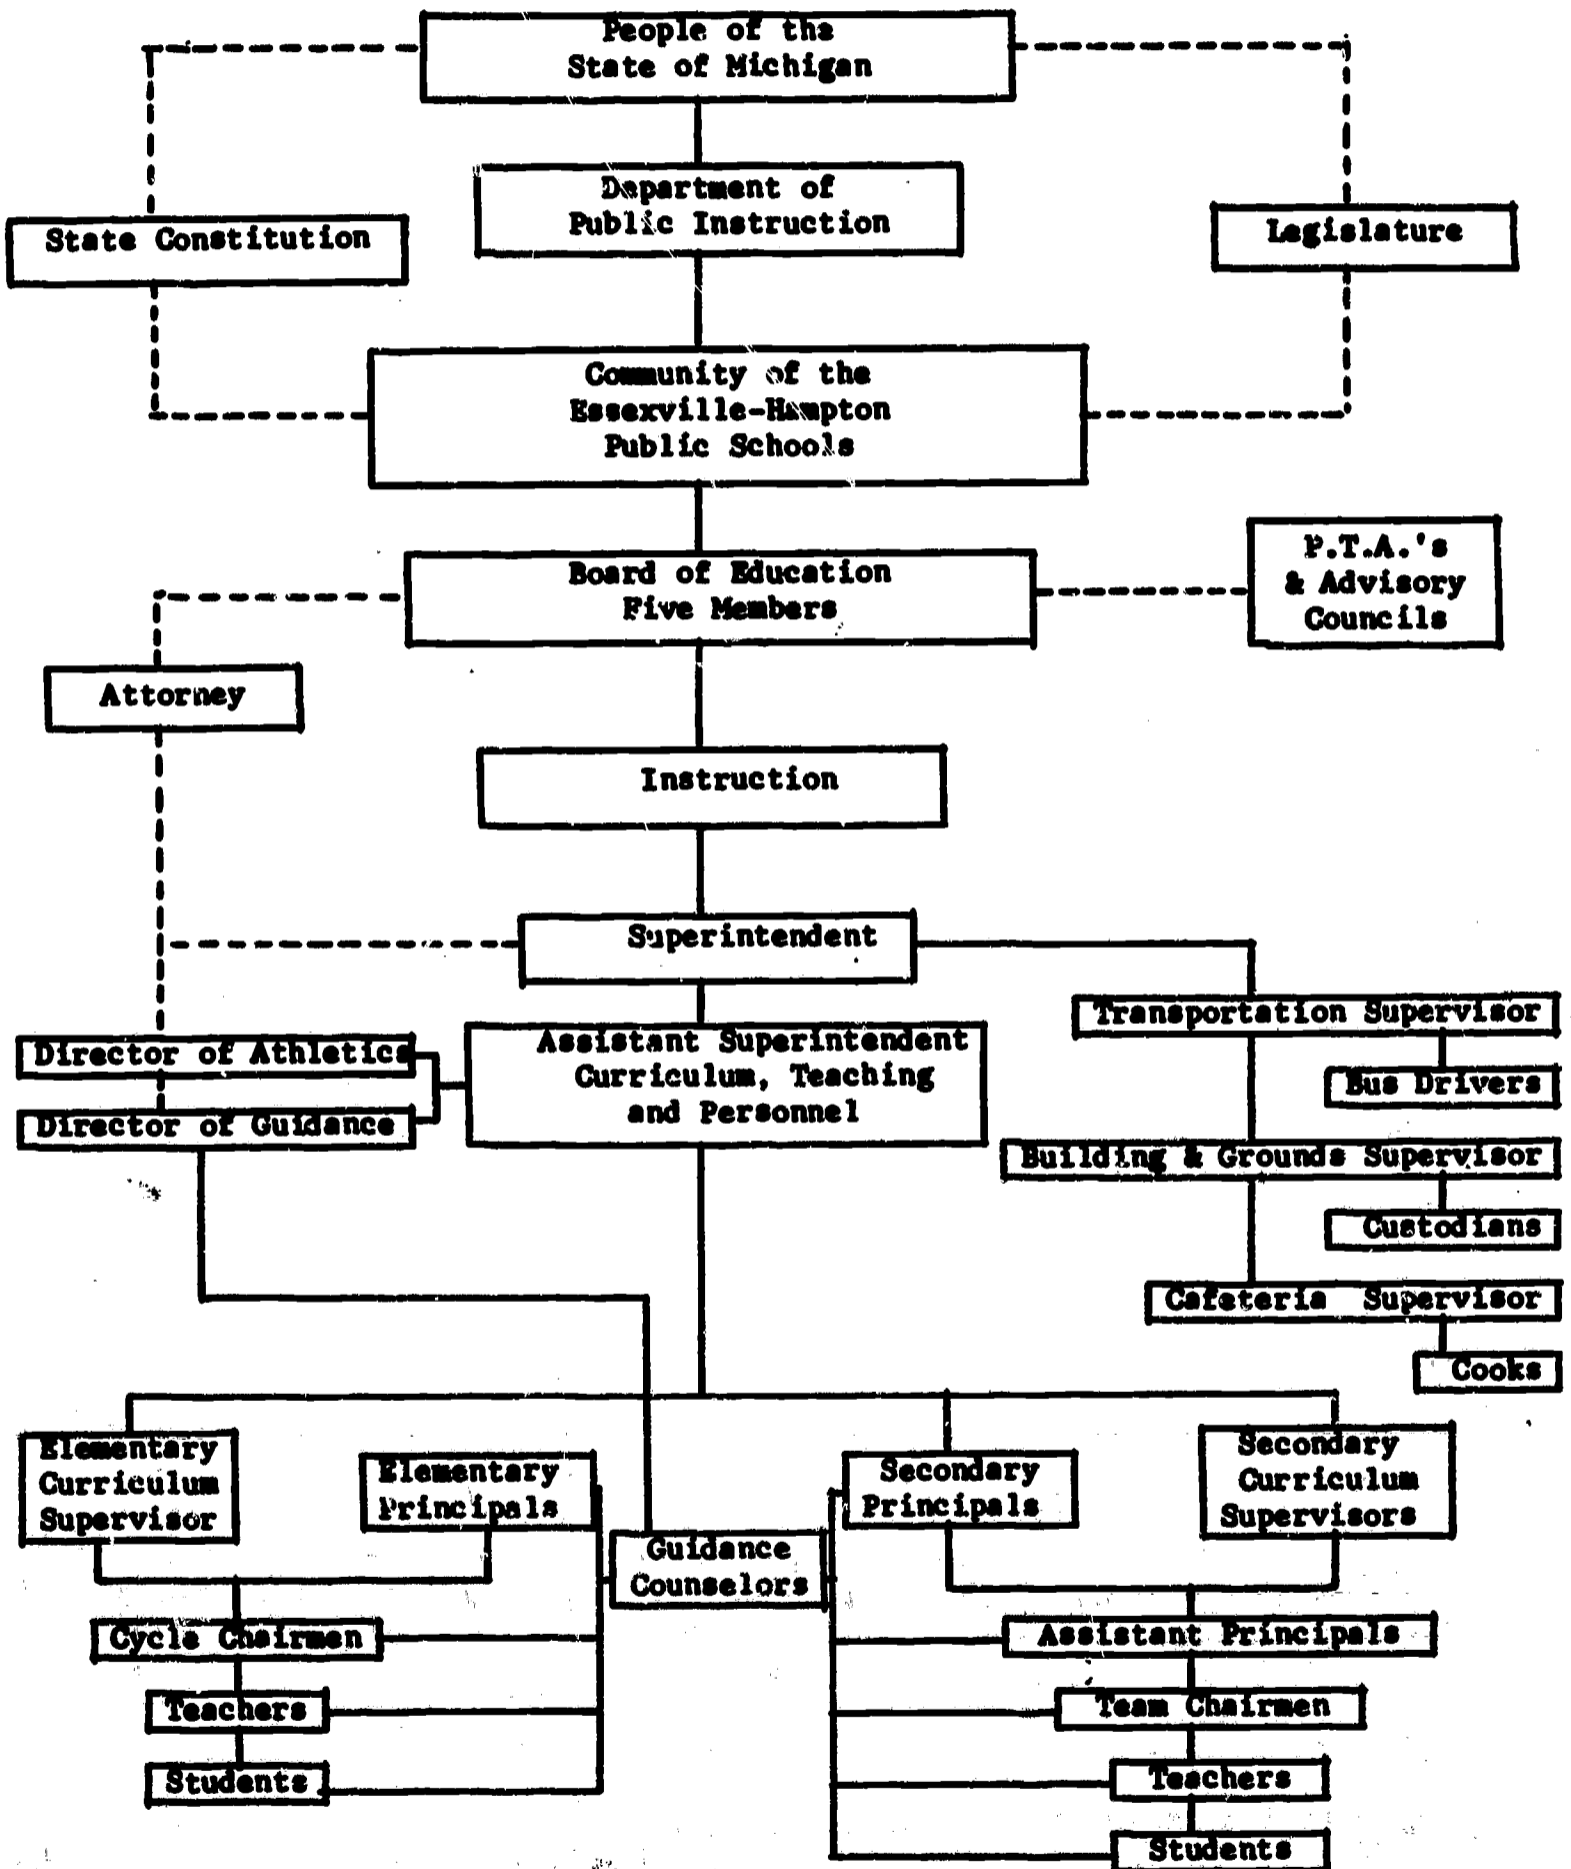 People of the
State of Michigan
Department of
Public Instruction
State Constitution
Legislature
Community of the
Essexville-Hampton
Public Schools
Board of Education
Five Members
P.T.A.'s
& Advisory
Councils
Attorney
Instruction
Superintendent
Transportation Supervisor
Bus Drivers
Director of Athletics
Director of Guidance
Assistant Superintendent
Curriculum, Teaching
and Personnel
Building & Grounds Supervisor
Custodians
Cafeteria Supervisor
Cooks
Elementary
Curriculum
Supervisor
Elementary
Principals
Guidance
Counselors
Secondary
Principals
Secondary
Curriculum
Supervisors
Cycle Chairmen
Teachers
Students
Assistant Principals
Team Chairmen
Teachers
Students